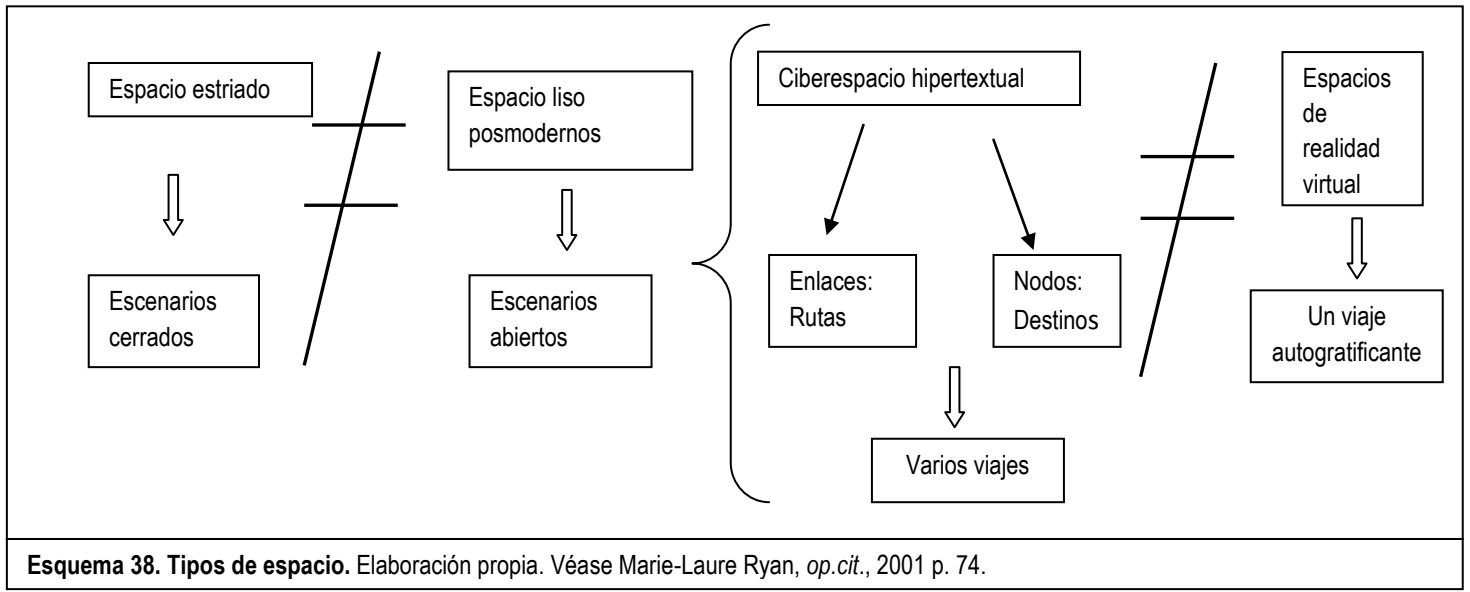 Espacio estriado
Escenarios
cerrados
Espacio liso
posmodernos
Escenarios
abiertos
Ciberespacio hipertextual
Enlaces:
Rutas
Nodos:
Destinos
Varios viajes
Espacios
de
realidad
virtual
Un viaje
autogratificante
Esquema 38. Tipos de espacio. Elaboración propia. Véase Marie-Laure Ryan, op.cit., 2001 p. 74.